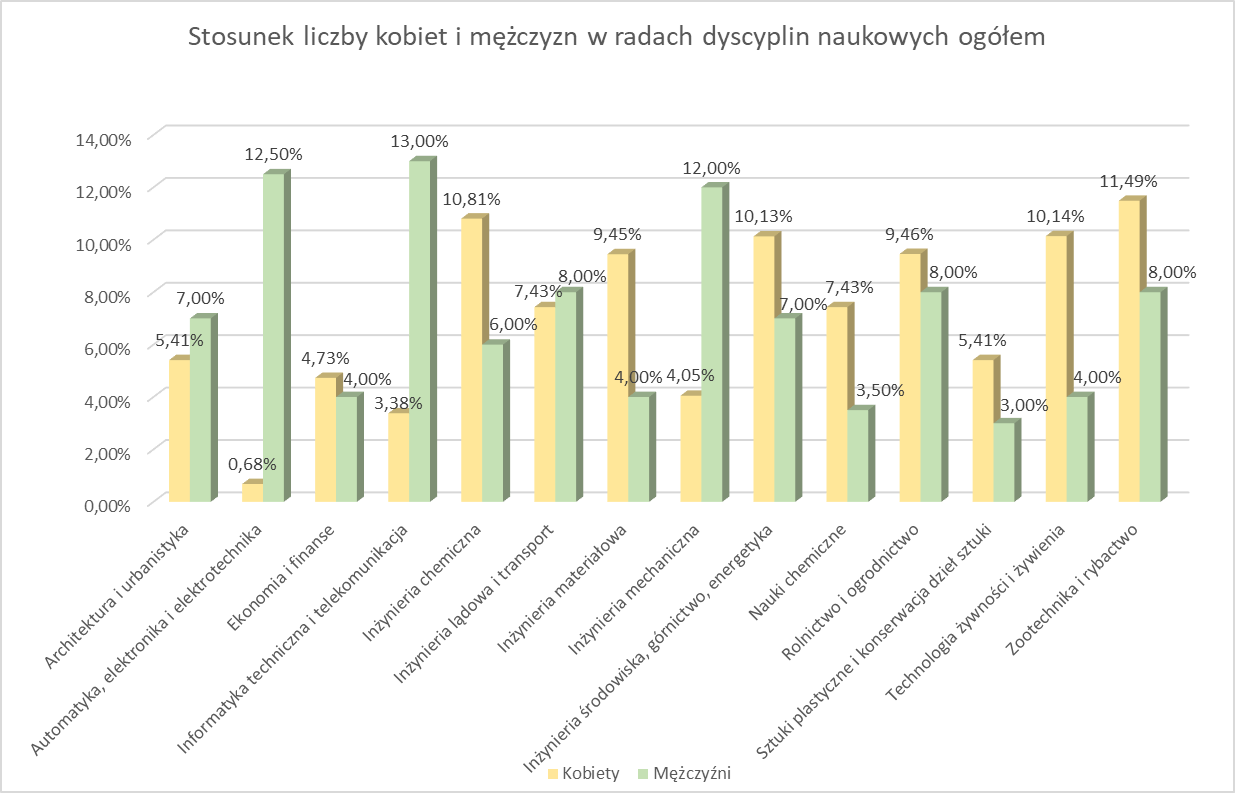 Stosunek liczby kobiet i mężczyzn w radach dyscyplin naukowych ogółem
14,00%
12,00%
10,00%
8,00%
6,00%
4,00%
2,00%
0,00%
5,41%
7,00%
0,68%
12,50%
4,73%
4,00%
3,38%
13,00%
10,81%
6,00%
7,43%
8,00%
9,45%
4,00%
4,05%
12,00%
10,13%
7,00%
7,43%
3,50%
9,46%
8,00%
5,41%
3,00%
10,14%
4,00%
11,49%
8,00%
Architektura i urbanistyka
Automatyka, elektronika i elektrotechnika
Ekonomia i finanse
Informatyka techniczna i telekomunikacja
Inżynieria chemiczna
Inżynieria lądowa i transport
Inżynieria materiałowa
Inżynieria mechaniczna
Inżynieria środowiska, górnictwo, energetyka
Nauki chemiczne
Rolnictwo i ogrodnictwo
Sztuki plastyczne i konserwacja dzieł sztuki
Technologia żywności i żywienia
Zootechnika i rybactwo
Kobiety
Mężczyźni